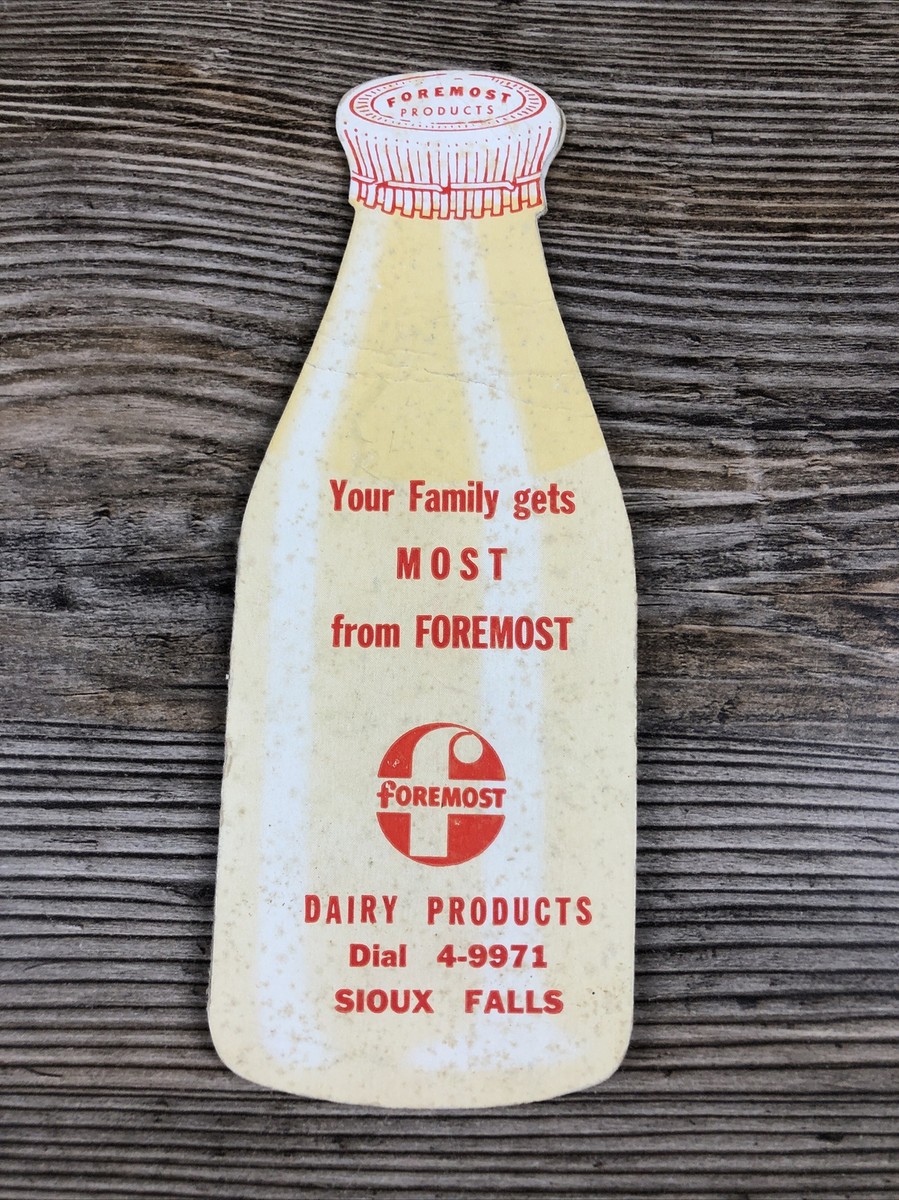 FOREMOST
PRODUCTS
Your Family gets
MOST
from FOREMOST
fOREMOST
DAIRY PRODUCTS
Dial 4-9971
SIOUX FALLS